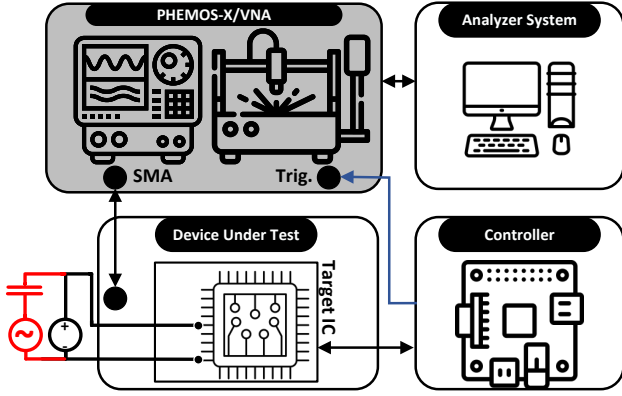 PHEMOS-X/VNA
Analyzer System
SMA
Trig.
Device Under Test
Controller
Target IC
+
-